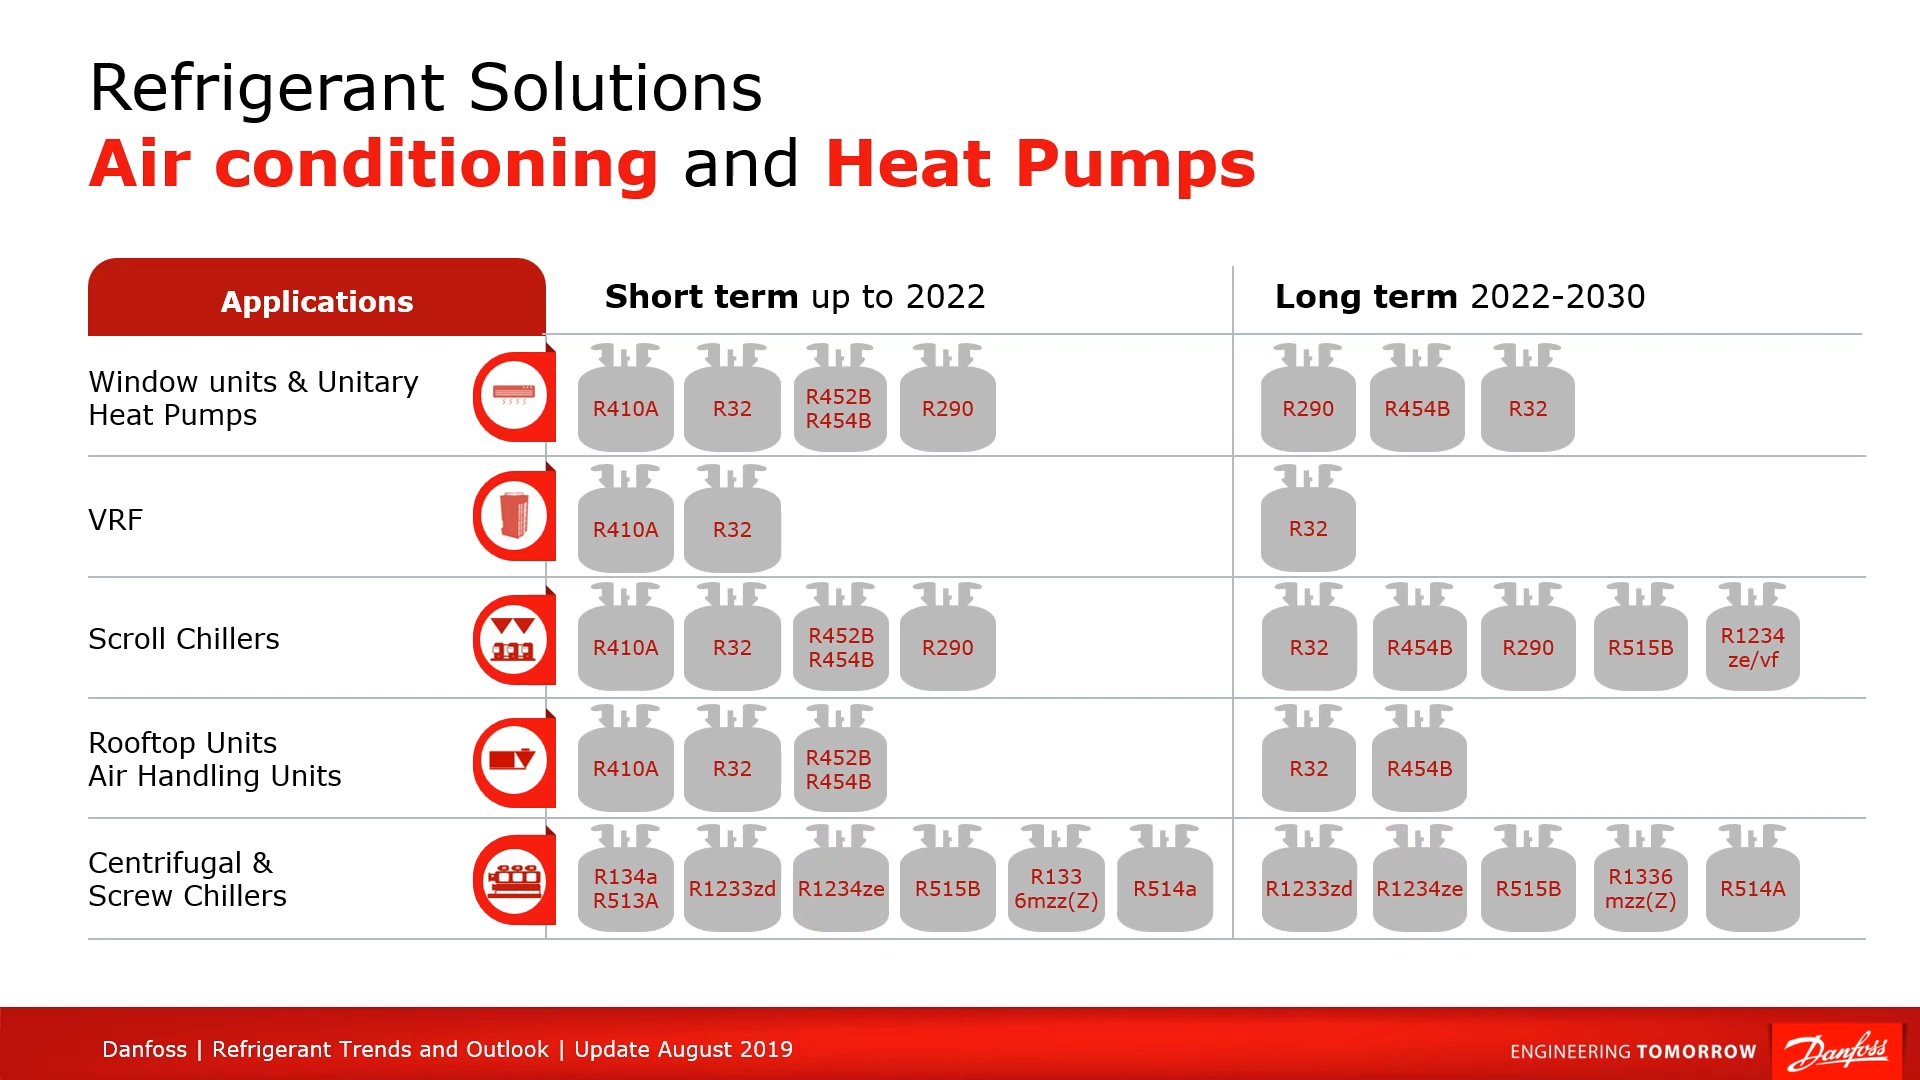 Refrigerant Solutions
Air conditioning and Heat Pumps
Applications
Short term up to 2022
Long term 2022-2030
Window units & Unitary
Heat Pumps
R410A
R32
R452B
R454B
R290
R290
R454B
R32
VRF
R410A
R32
R32
Scroll Chillers
R410A
R32
R452B
R454B
R290
R32
R454B
R290
R515B
R1234
ze/vf
Rooftop Units
Air Handling Units
R410A
R32
R452B
R454B
R32
R454B
Centrifugal &
Screw Chillers
R134a
R513A
R1233zd
R1234ze
R515B
R133
6mzz(Z)
R514a
R1233zd
R1234ze
R515B
R1336
mzz(Z)
R514A
Danfoss | Refrigerant Trends and Outlook | Update August 2019
ENGINEERING TOMORROW
Danfoss